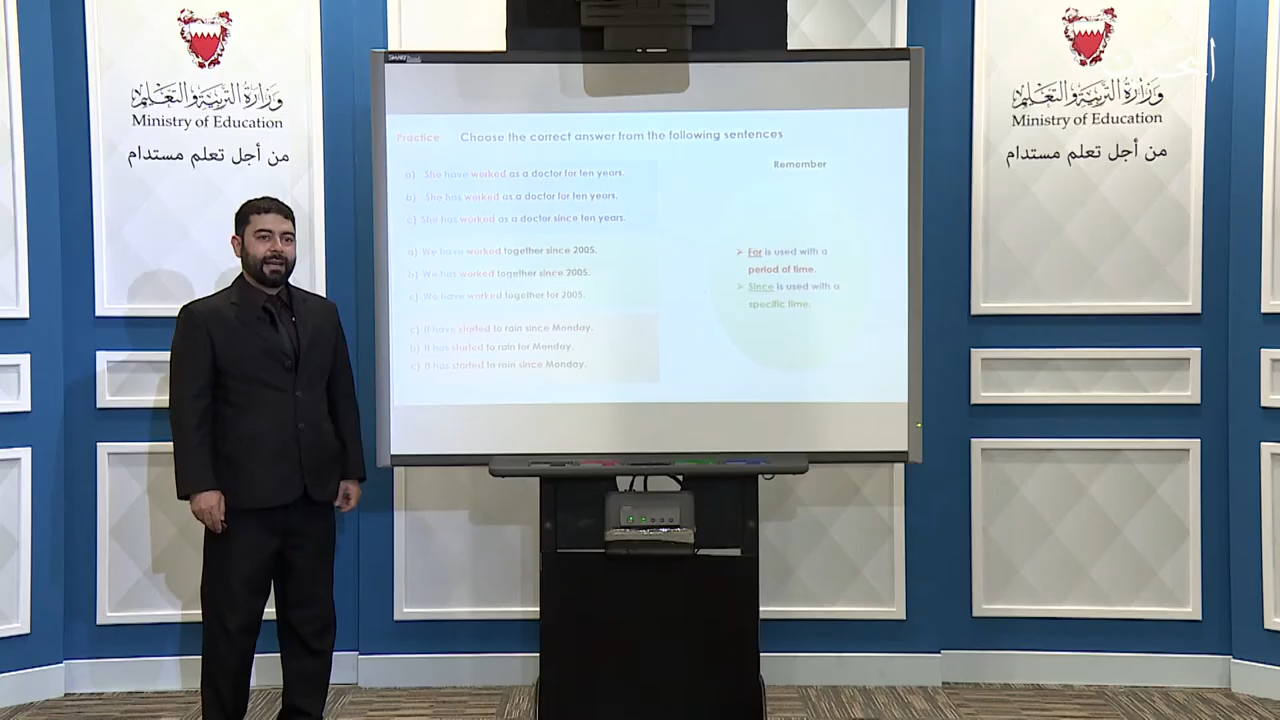 وزارة التربية والتعليم
Ministry of Education
من أجل تعلم مستدام
SMART Board
Practice Choose the correct answer from the following sentences
Remember
a) She have worked as a doctor for ten years.
b) She has worked as a doctor for ten years.
c) She has worked as a doctor since ten years.
a) We have worked together since 2005.
b) We has worked together since 2005.
c) We have worked together for 2005.
c) It have started to rain since Monday.
b) It has started to rain for Monday.
c) It has started to rain since Monday.
➢ For is used with a
period of time.
➢ Since is used with a
specific time.
وزارة التربية والتعليم
Ministry of Education
من أجل تعلم مستدام